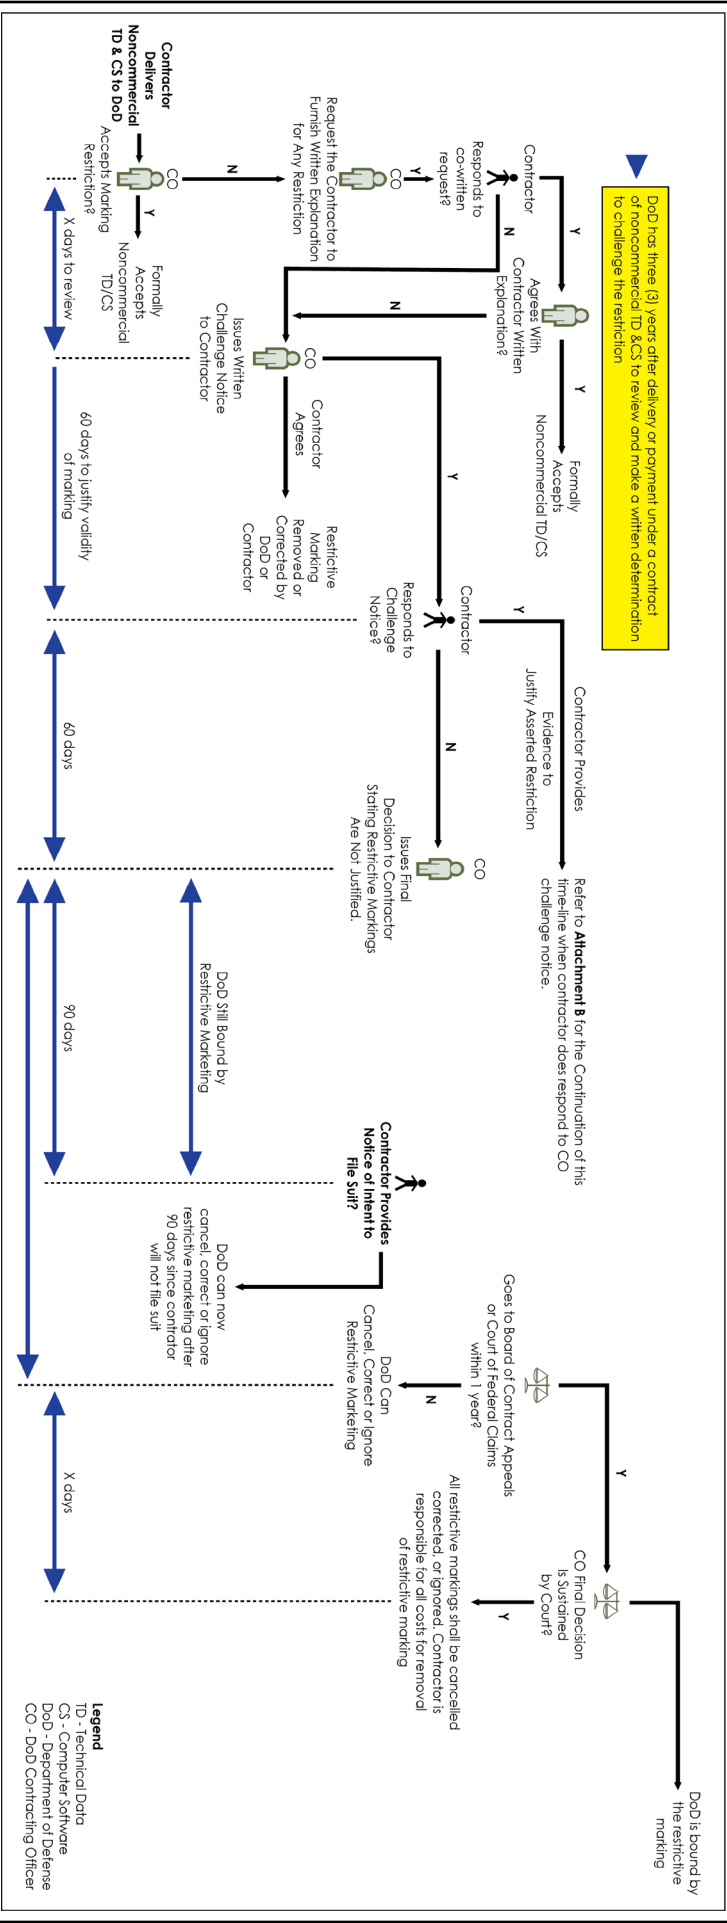 DoD has three (3) years after delivery or payment under a contract
of noncommercial TD &CS to review and make a written determination
to challenge the restriction
Contractor
Delivers
Noncommercial
TD & CS to DoD
CO
Accepts Marking
Restriction?
Y
Formally
Accepts
Noncommercial
TD/CS
N
Request the Contractor to
Furnish Written Explanation
for Any Restriction
CO
Y
Contractor
Responds to
co-written
request?
Y
N
Agrees With
Contractor Written
Explanation?
Y
Formally
Accepts
Noncommercial TD/CS
N
CO
Issues Written
Challenge Notice
to Contractor
Contractor
Agrees
Restrictive
Marking
Removed or
Corrected by
DoD or
Contractor
Y
Contractor
Responds to
Challenge
Notice?
Y
Contractor Provides
Evidence to
Justify Asserted Restriction
Refer to Attachment B for the Continuation of this
time-line when contractor does respond to CO
challenge notice.
N
CO
Issues Final
Decision to Contractor
Stating Restrictive Markings
Are Not Justified.
DoD Still Bound by
Restrictive Marketing
Contractor Provides
Notice of Intent to
File Suit?
DoD can now
cancel, correct or ignore
restrictive marketing after
90 days since contrator
will not file suit
Goes to Board of Contract Appeals
or Court of Federal Claims
within 1 year?
N
DoD Can
Cancel, Correct or Ignore
Restrictive Marketing
Y
CO Final Decision
Is Sustained
by Court?
Y
All restrictive markings shall be cancelled
corrected, or ignored. Contractor is
responsible for all costs for removal
of restrictive marking
DoD is bound by
the restrictive
marking
X days to review
60 days to justify validity
of marking
60 days
90 days
X days
Legend
TD - Technical Data
CS - Computer Software
DoD - Department of Defense
CO - DoD Contracting Officer